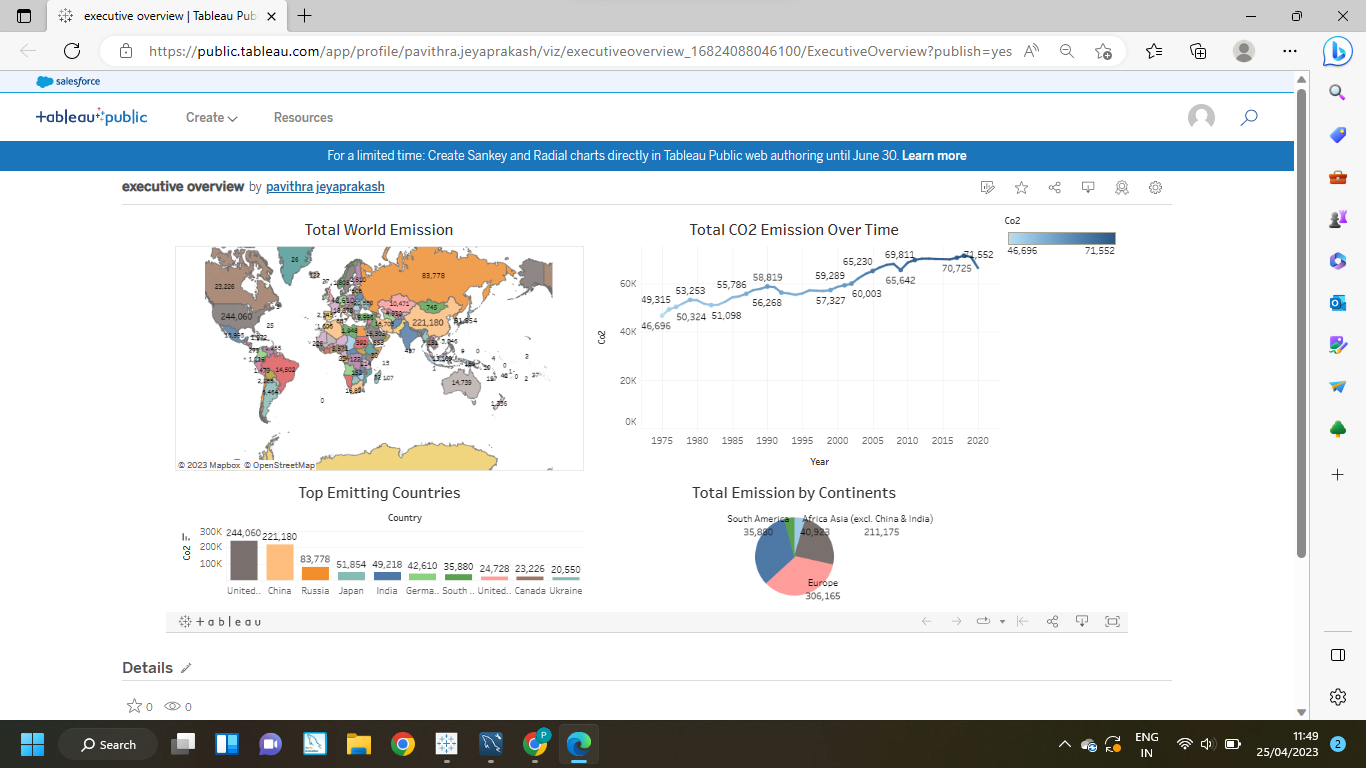 executive overview | Tableau Pub
https://public.tableau.com/app/profile/pavithra.jeyaprakash/viz/executiveoverview_16824088046100/ExecutiveOverview?publish=yes
salesforce
+ableau public
Create
Resources
For a limited time: Create Sankey and Radial charts directly in Tableau Public web authoring until June 30. Learn more
executive overview by pavithra jeyaprakash
Total World Emission
26
23,226
244,060
83,778
10,471
745
221,180
51,854
25
14,502
14,739
1,336
107
0
© 2023 Mapbox © OpenStreetMap
Total CO2 Emission Over Time
Co2
46,696 71,552
Co2
60K
40K
20K
0K
46,696
49,315
50,324
53,253
51,098
55,786
58,819
56,268
57,327
59,289
60,003
65,230
65,642
69,811
70,725
71,552
1975 1980 1985 1990 1995 2000 2005 2010 2015 2020
Year
Top Emitting Countries
Country
Co2
300K
200K
100K
244,060 221,180 83,778 51,854 49,218 42,610 35,880 24,728 23,226 20,550
United.. China Russia Japan India Germa.. South .. United.. Canada Ukraine
Total Emission by Continents
South America
35,880
Africa
40,923
Asia (excl. China & India)
211,175
Europe
306,165
+ a b l e a u
Details
0 0
Search
P
ENG
IN
11:49
25/04/2023
2